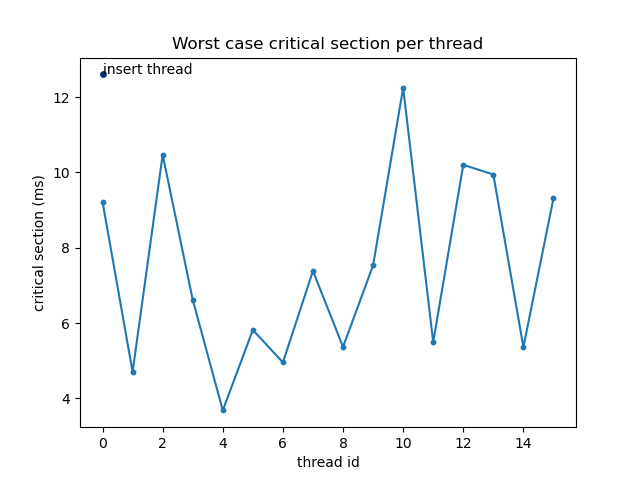 Worst case critical section per thread
insert thread
critical section (ms)
12
10
8
6
4
0 2 4 6 8 10 12 14
thread id